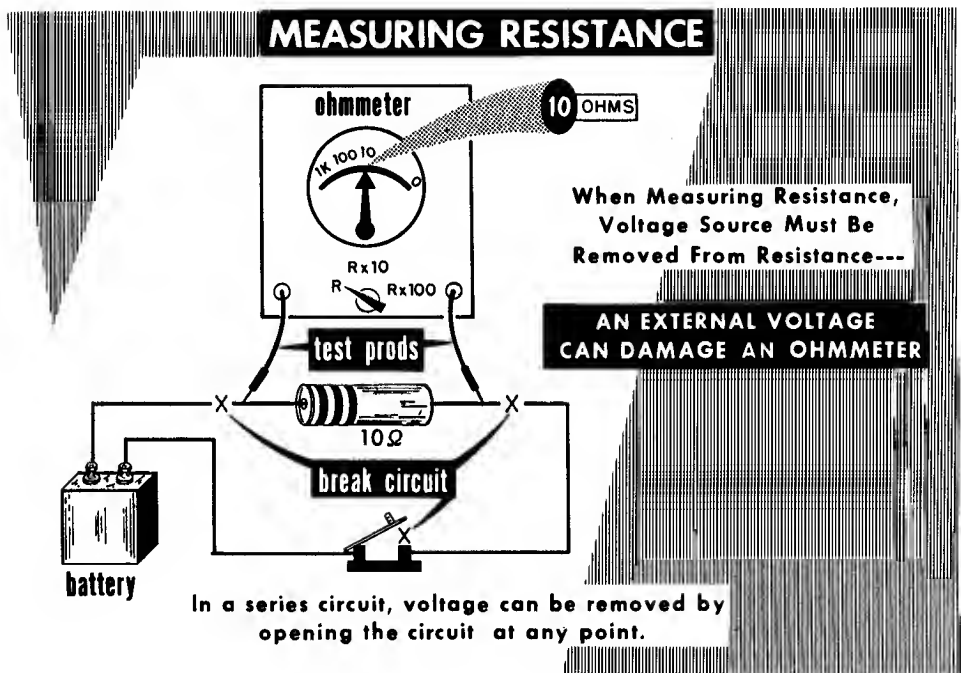 MEASURING RESISTANCE
ohmmeter
10 OHMS
1K 100 10 0
When Measuring Resistance,
Voltage Source Must Be
Removed From Resistance---
Rx10
R Rx100
AN EXTERNAL VOLTAGE
CAN DAMAGE AN OHMMETER
test prods
X X
10Ω
break circuit
X
battery
In a series circuit, voltage can be removed by
opening the circuit at any point.